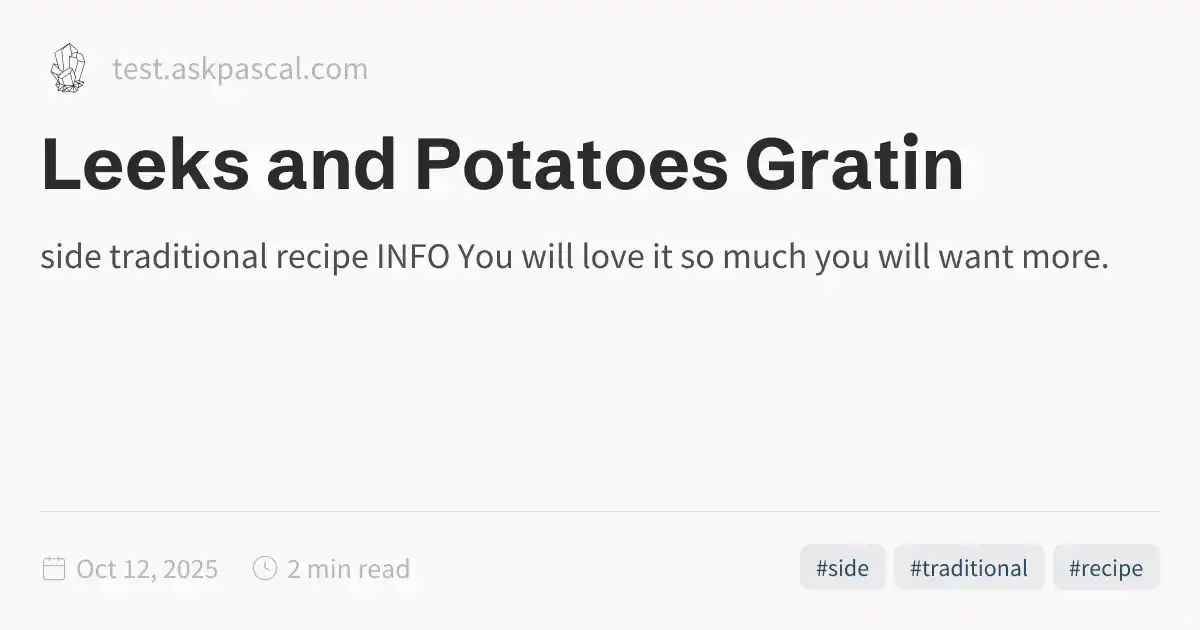 test.askpascal.com
Leeks and Potatoes Gratin
side traditional recipe INFO You will love it so much you will want more.
Oct 12, 2025 2 min read #side #traditional #recipe